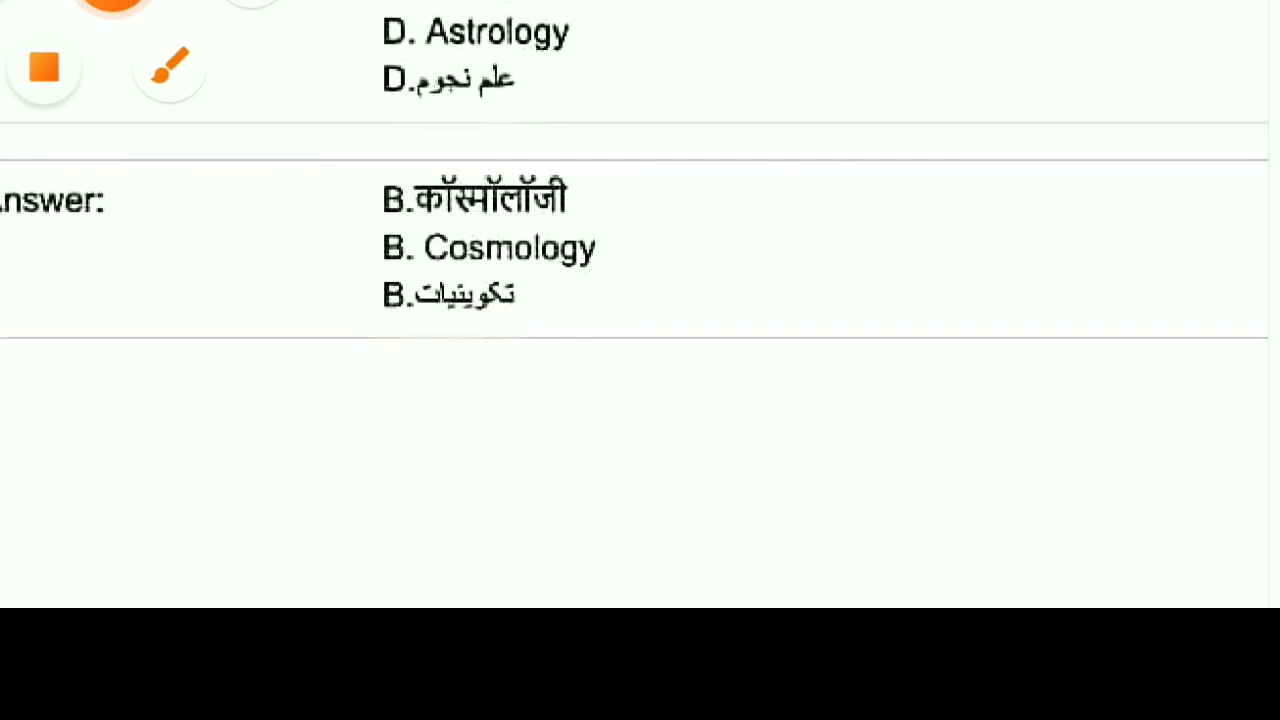 D. Astrology
D.علم نجوم
nswer:
B.कॉस्मॉलॉजी
B. Cosmology
B.تکوینیات